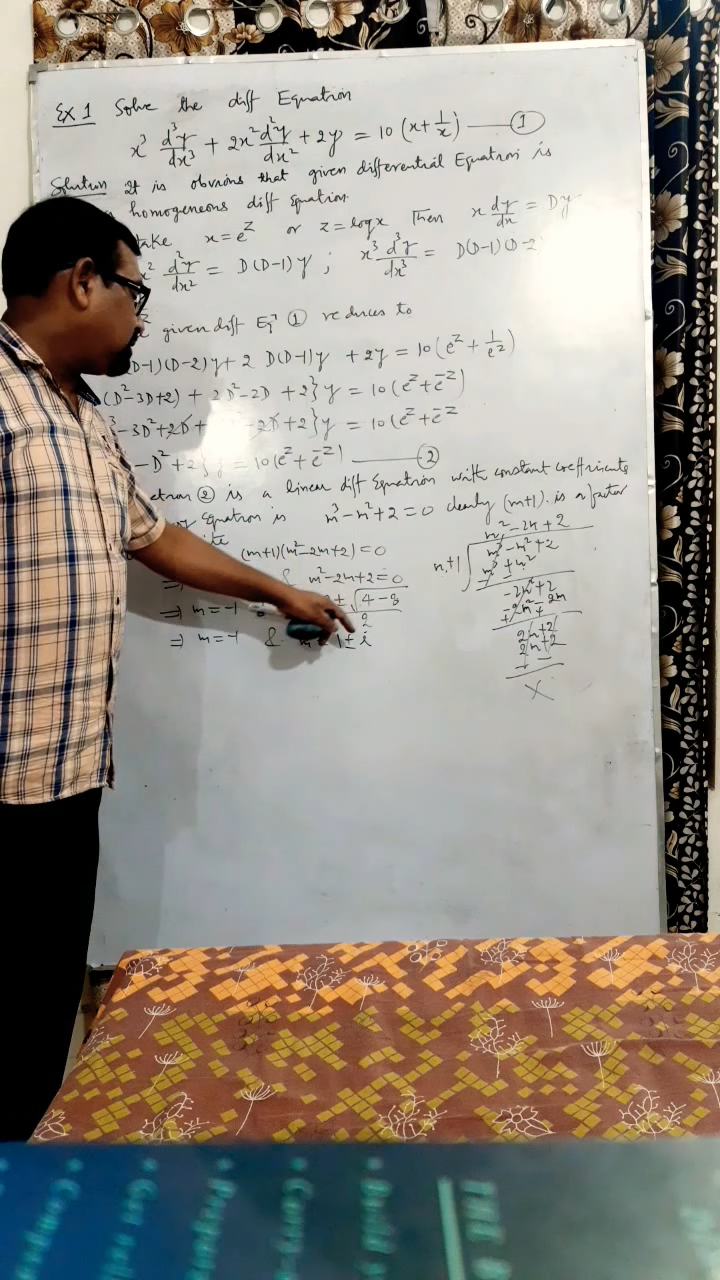 Ex 1 Solve the diff Equation
x³ d³y/dx³ + 2x² d²y/dx² + 2y = 10 (x + 1/x) —— ①
Solution It is obvious that given differential Equation is
homogeneous diff Equation.
take x = e^z or z = log x Then x dy/dx = Dy
x² d²y/dx² = D(D-1)y ; x³ d³y/dx³ = D(D-1)(D-2)
given diff Eqⁿ ① reduces to
D-1)(D-2)y + 2 D(D-1)y + 2y = 10(e^z + 1/e^z)
(D²-3D+2) + 2D²-2D + 2}y = 10(e^z + e^-z)
³-3D²+2D+ -2D+2}y = 10(e^z + e^-z
-D²+2}y = 10(e^z + e^-z) —— ②
② is a linear diff Equation with constant coefficients
Equation is m³-m²+2=0 clearly (m+1) is a factor
(m+1)(m²-2m+2)=0
⇒ & m²-2m+2=0
⇒ m=-1 ± √(4-8) / 2
⇒ m=-1 & m = 1±i
m²-2m+2
m+1) m³-m²+2
m³+m²
-2m²+2
-2m²-2m
2m+2
2m+2
X